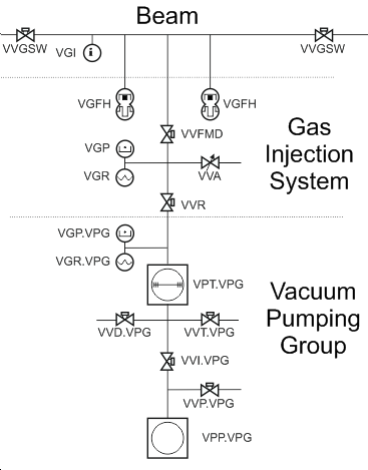 Beam
VVGSW
VGI
VVGSW
VGFH
VGFH
VVFMD
VGP
VGR
VVA
Gas
Injection
System
VVR
VGP.VPG
VGR.VPG
VPT.VPG
Vacuum
Pumping
Group
VVD.VPG
VVT.VPG
VVI.VPG
VVP.VPG
VPP.VPG